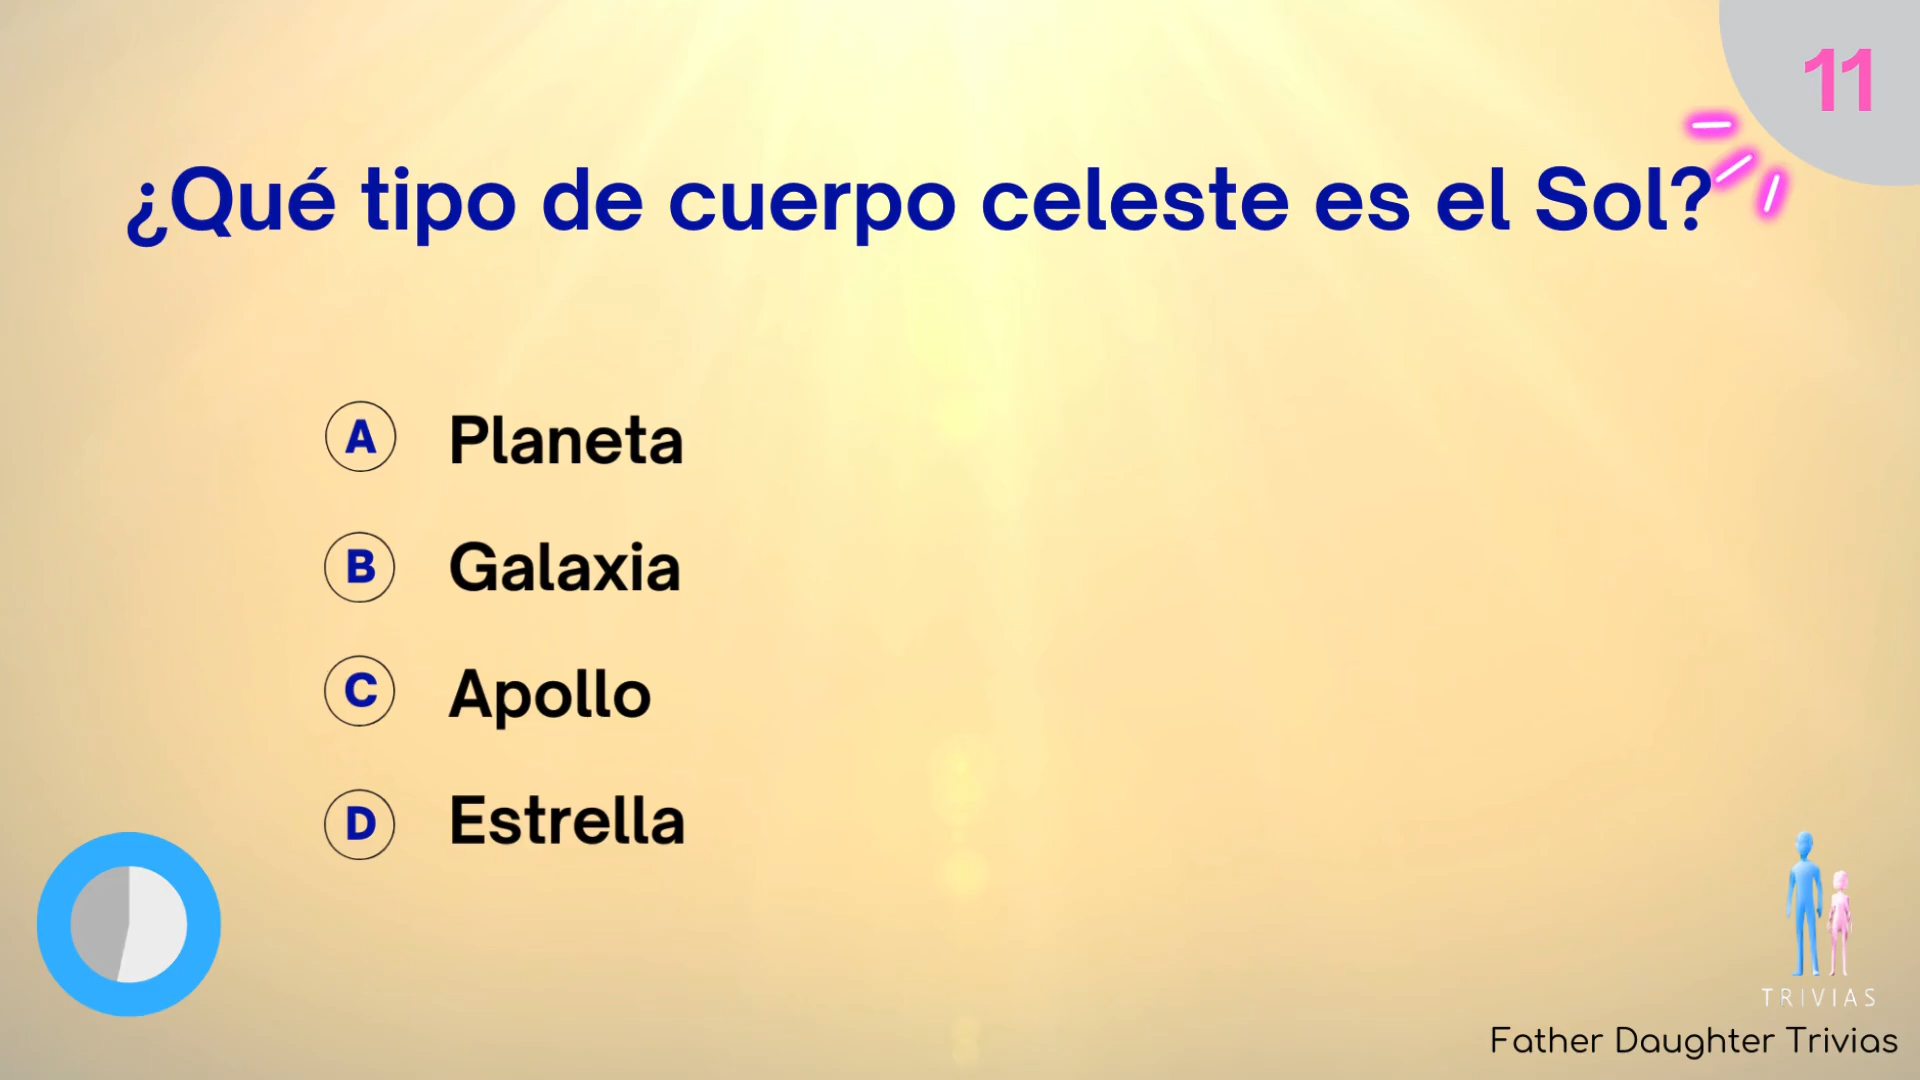 11
¿Qué tipo de cuerpo celeste es el Sol?
A Planeta
B Galaxia
C Apollo
D Estrella
TRIVIAS
Father Daughter Trivias